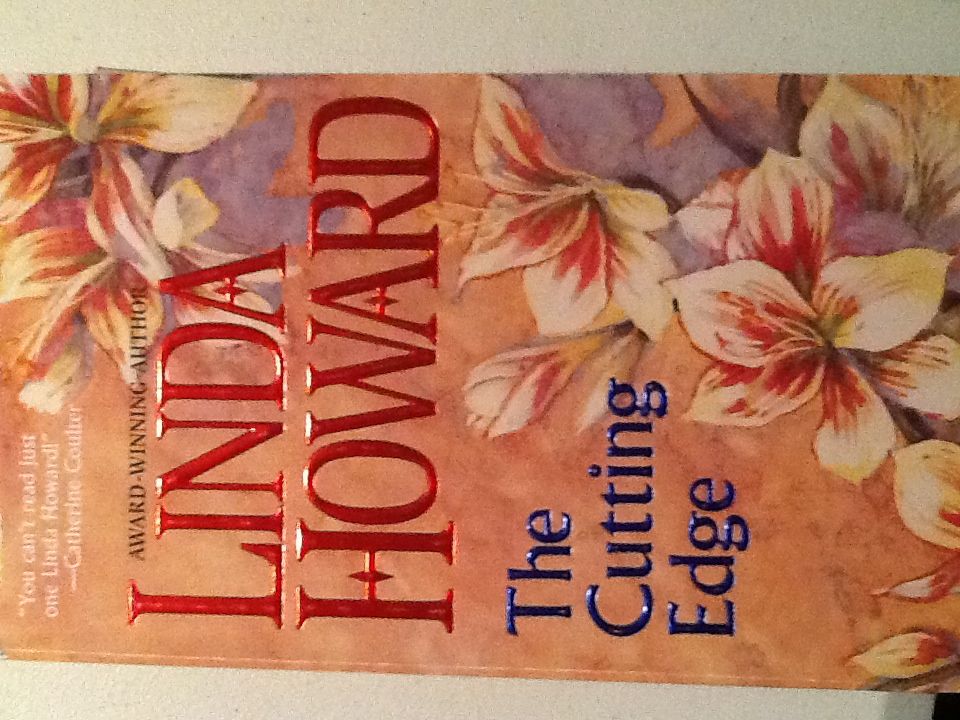 "You can't read just
one Linda Howard!"
—Catherine Coulter
AWARD-WINNING AUTHOR
LINDA
HOWARD
The
Cutting
Edge